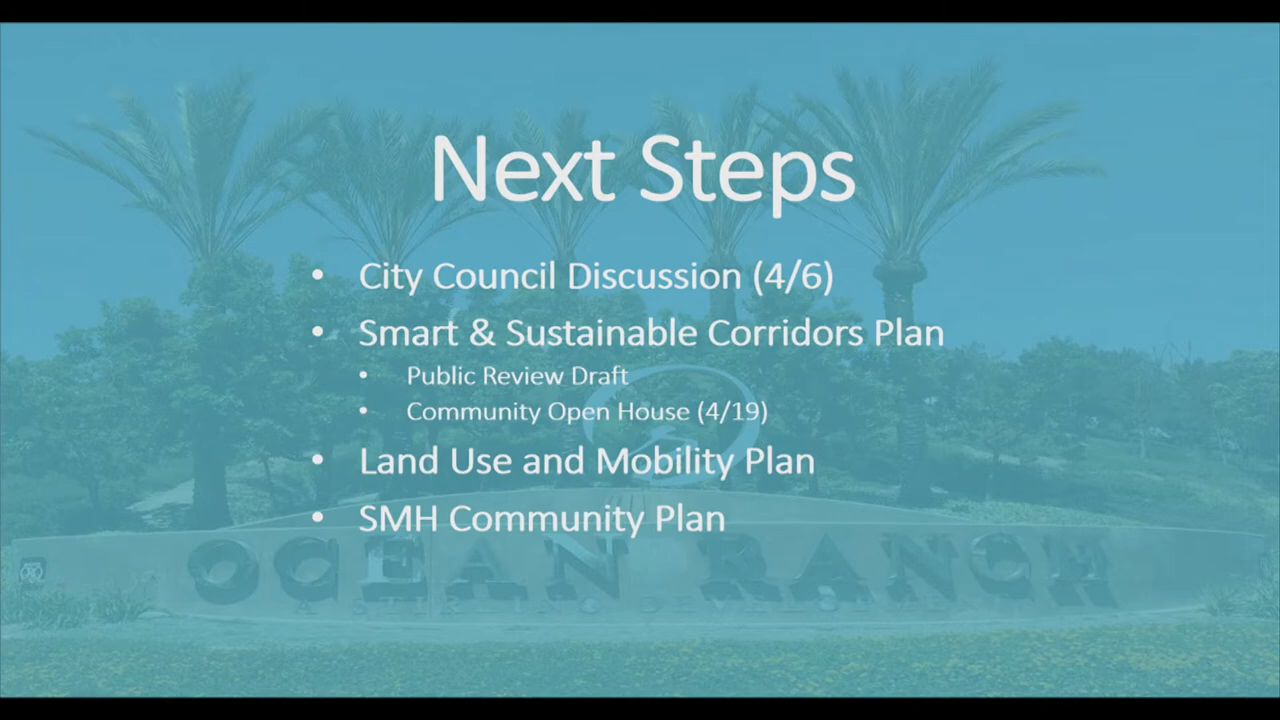 Next Steps
• City Council Discussion (4/6)
• Smart & Sustainable Corridors Plan
• Public Review Draft
• Community Open House (4/19)
• Land Use and Mobility Plan
• SMH Community Plan
OCEAN RANCH